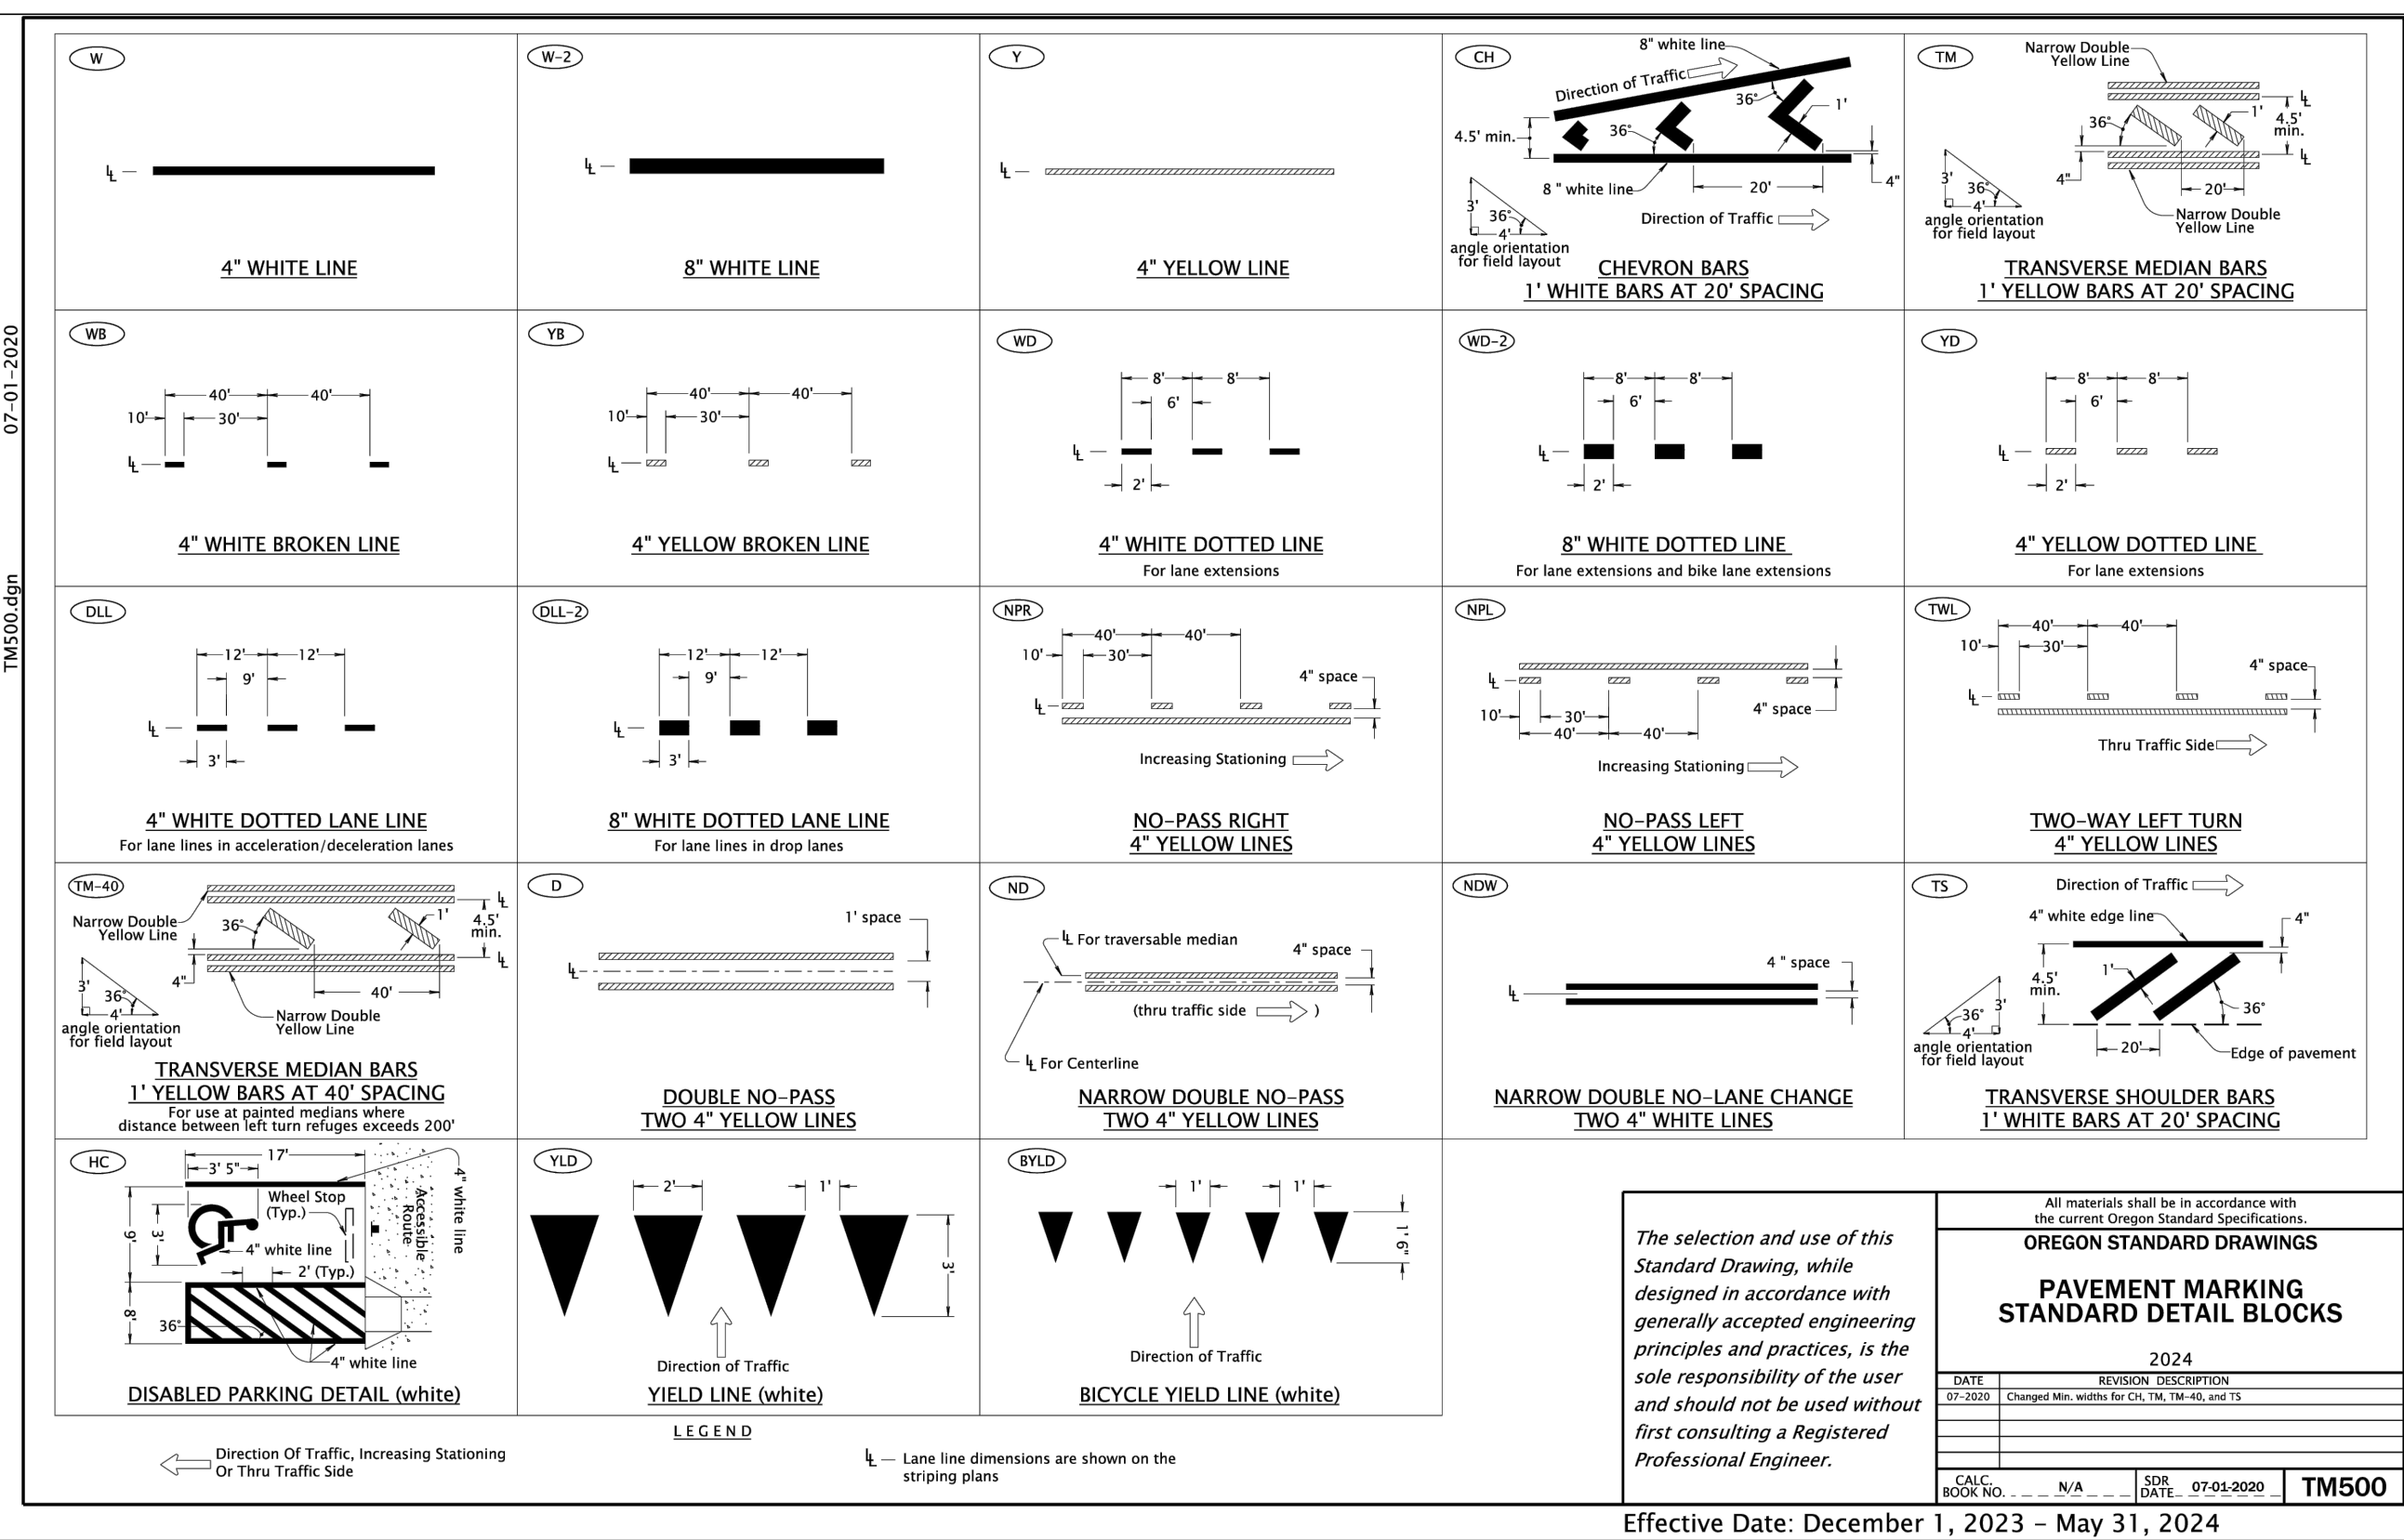 07-01-2020
TM500.dgn
W
LL
4" WHITE LINE
W-2
LL
8" WHITE LINE
Y
LL
4" YELLOW LINE
CH
8" white line
Direction of Traffic
36°
1'
4.5' min.
36°
8 " white line
20'
4"
3'
36°
4'
Direction of Traffic
angle orientation
for field layout
CHEVRON BARS
1' WHITE BARS AT 20' SPACING
TM
Narrow Double
Yellow Line
LL
1'
4.5'
min.
36°
LL
4"
20'
3'
36°
4'
angle orientation
for field layout
Narrow Double
Yellow Line
TRANSVERSE MEDIAN BARS
1' YELLOW BARS AT 20' SPACING
WB
40' 40'
10' 30'
LL
4" WHITE BROKEN LINE
YB
40' 40'
10' 30'
LL
4" YELLOW BROKEN LINE
WD
8' 8'
6'
LL
2'
4" WHITE DOTTED LINE
For lane extensions
WD-2
8' 8'
6'
LL
2'
8" WHITE DOTTED LINE
For lane extensions and bike lane extensions
YD
8' 8'
6'
LL
2'
4" YELLOW DOTTED LINE
For lane extensions
DLL
12' 12'
9'
LL
3'
4" WHITE DOTTED LANE LINE
For lane lines in acceleration/deceleration lanes
DLL-2
12' 12'
9'
LL
3'
8" WHITE DOTTED LANE LINE
For lane lines in drop lanes
NPR
40' 40'
10' 30'
4" space
LL
Increasing Stationing
NO-PASS RIGHT
4" YELLOW LINES
NPL
LL
10' 30'
4" space
40' 40'
Increasing Stationing
NO-PASS LEFT
4" YELLOW LINES
TWL
40' 40'
10' 30'
4" space
LL
Thru Traffic Side
TWO-WAY LEFT TURN
4" YELLOW LINES
TM-40
LL
Narrow Double
Yellow Line
36°
1'
4.5'
min.
LL
4"
40'
3'
36°
4'
angle orientation
for field layout
Narrow Double
Yellow Line
TRANSVERSE MEDIAN BARS
1' YELLOW BARS AT 40' SPACING
For use at painted medians where
distance between left turn refuges exceeds 200'
D
1' space
LL
DOUBLE NO-PASS
TWO 4" YELLOW LINES
ND
LL For traversable median
4" space
(thru traffic side )
LL For Centerline
NARROW DOUBLE NO-PASS
TWO 4" YELLOW LINES
NDW
4 " space
LL
NARROW DOUBLE NO-LANE CHANGE
TWO 4" WHITE LINES
TS
Direction of Traffic
4" white edge line
4"
4.5'
min.
1'
36°
3'
36°
4'
angle orientation
for field layout
20'
Edge of pavement
TRANSVERSE SHOULDER BARS
1' WHITE BARS AT 20' SPACING
HC
17'
3' 5"
4" white line
Accessible
Route
Wheel Stop
(Typ.)
9'
3'
4" white line
2' (Typ.)
8'
36°
4" white line
DISABLED PARKING DETAIL (white)
YLD
2' 1'
3'
Direction of Traffic
YIELD LINE (white)
BYLD
1' 1'
1' 6"
Direction of Traffic
BICYCLE YIELD LINE (white)
LEGEND
Direction Of Traffic, Increasing Stationing
Or Thru Traffic Side
LL — Lane line dimensions are shown on the
striping plans
The selection and use of this
Standard Drawing, while
designed in accordance with
generally accepted engineering
principles and practices, is the
sole responsibility of the user
and should not be used without
first consulting a Registered
Professional Engineer.
All materials shall be in accordance with
the current Oregon Standard Specifications.
OREGON STANDARD DRAWINGS
PAVEMENT MARKING
STANDARD DETAIL BLOCKS
2024
DATE REVISION DESCRIPTION
07-2020 Changed Min. widths for CH, TM, TM-40, and TS
CALC.
BOOK NO. N/A
SDR
DATE 07-01-2020
TM500
Effective Date: December 1, 2023 – May 31, 2024